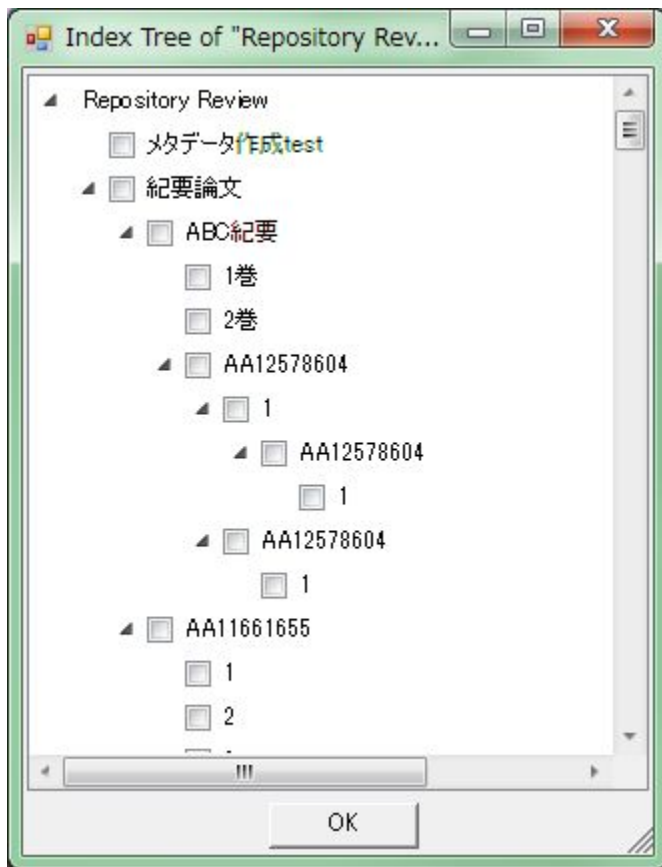 Index Tree of "Repository Rev...
Repository Review
メタデータ作成test
紀要論文
ABC紀要
1巻
2巻
AA12578604
1
AA12578604
1
AA12578604
1
AA11661655
1
2
OK